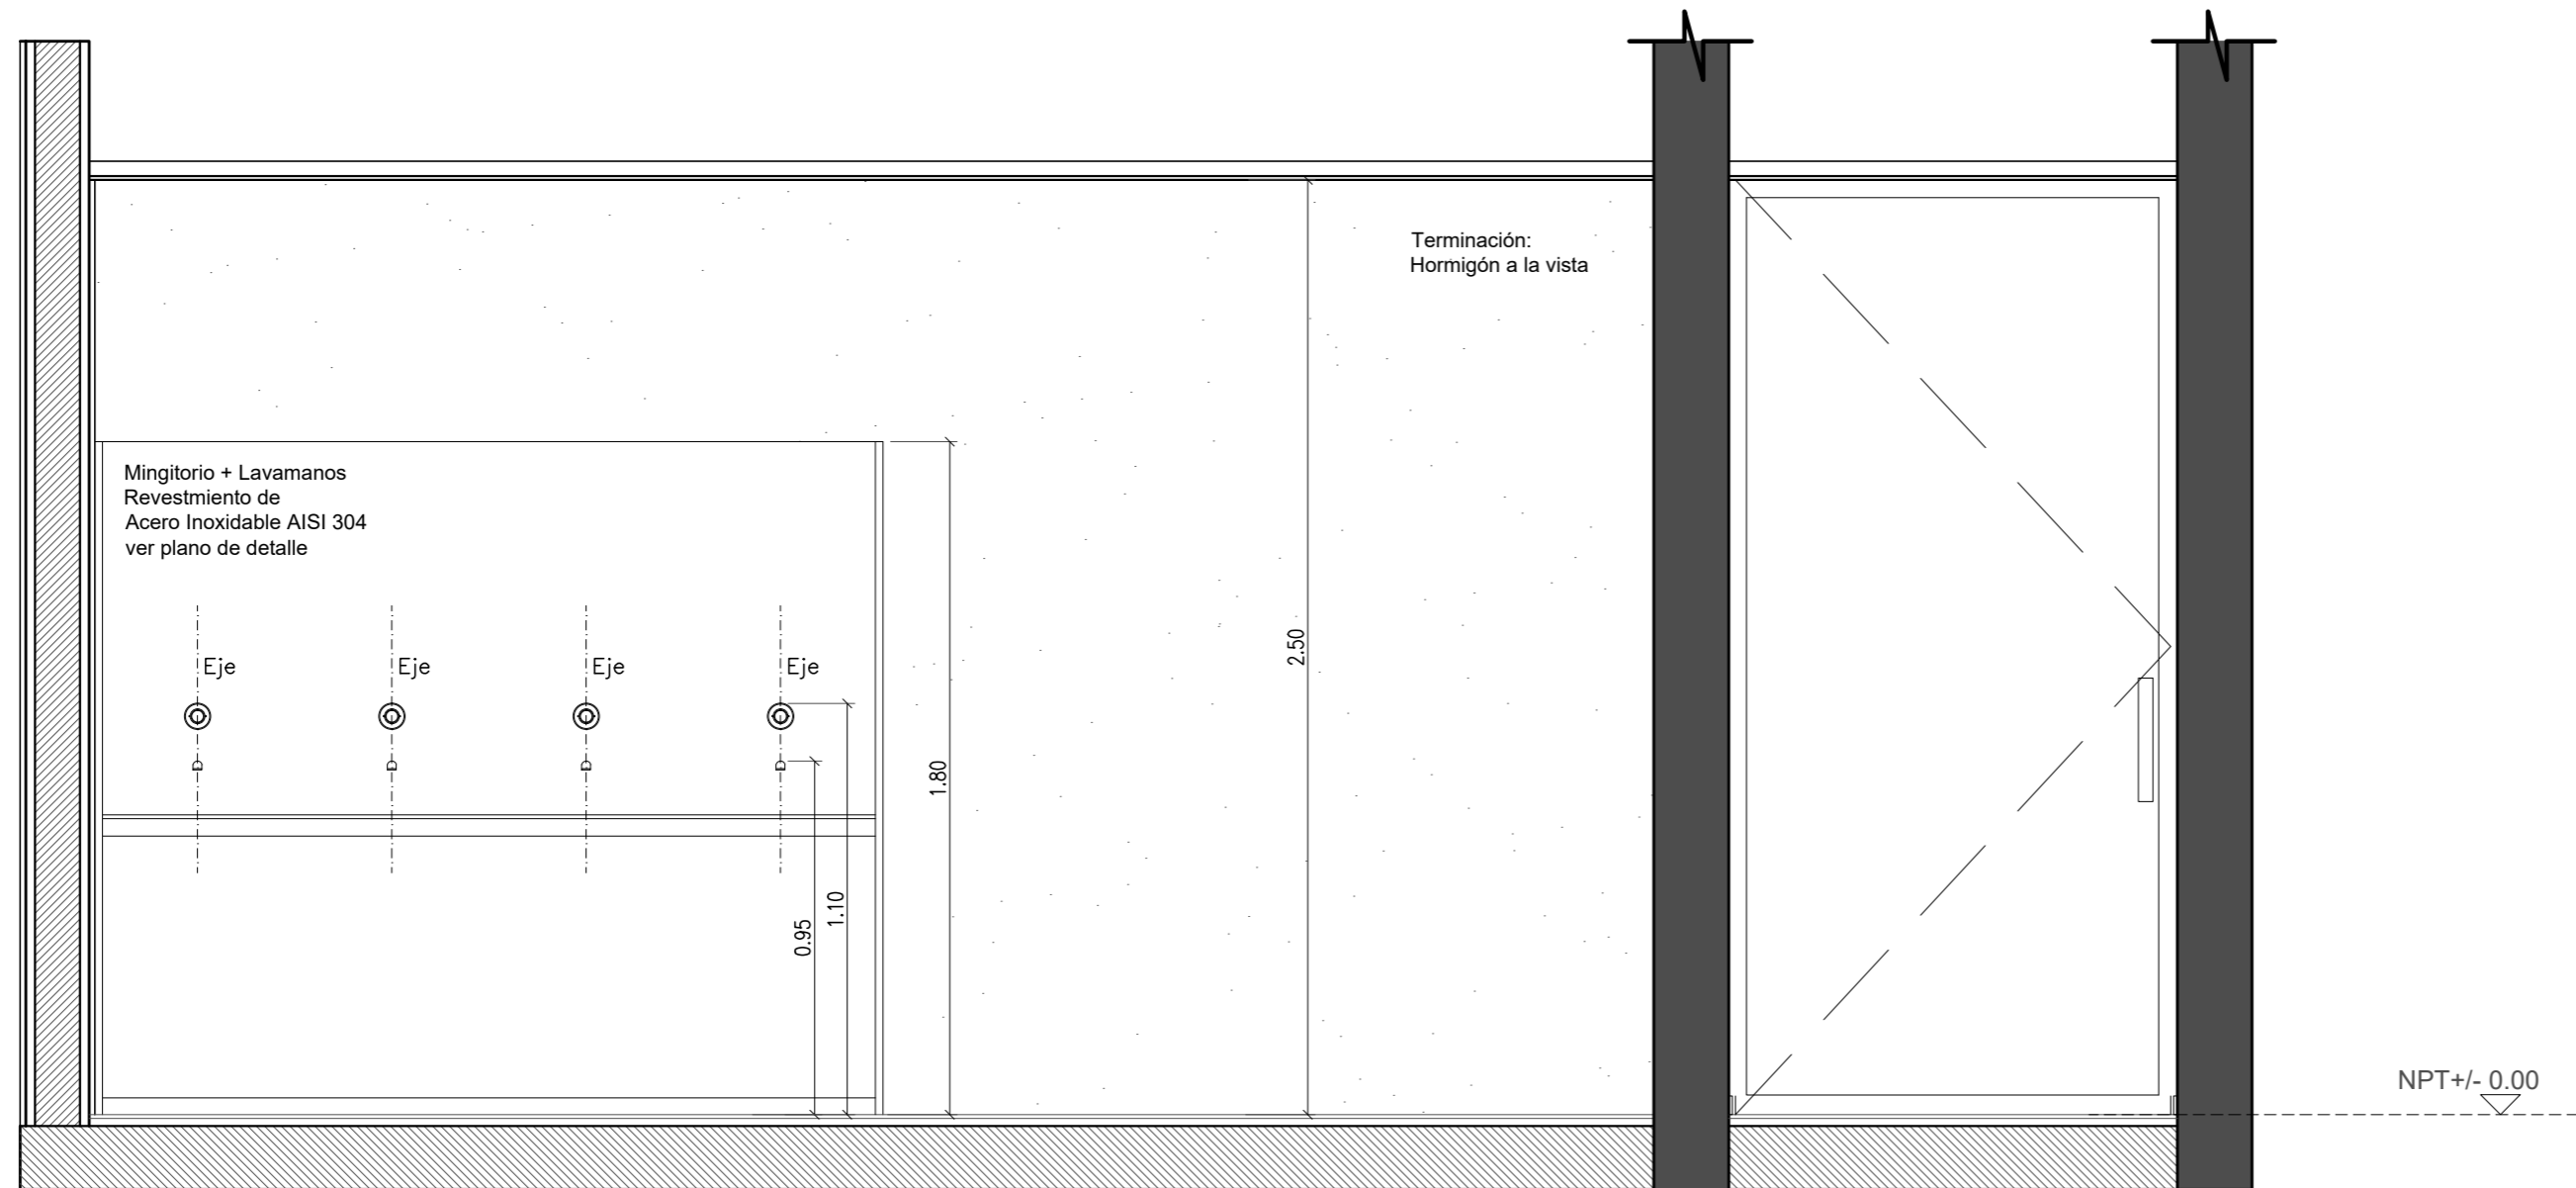 Terminación:
Hormigón a la vista
Mingitorio + Lavamanos
Revestmiento de
Acero Inoxidable AISI 304
ver plano de detalle
Eje
Eje
Eje
Eje
2.50
1.80
1.10
0.95
NPT+/- 0.00